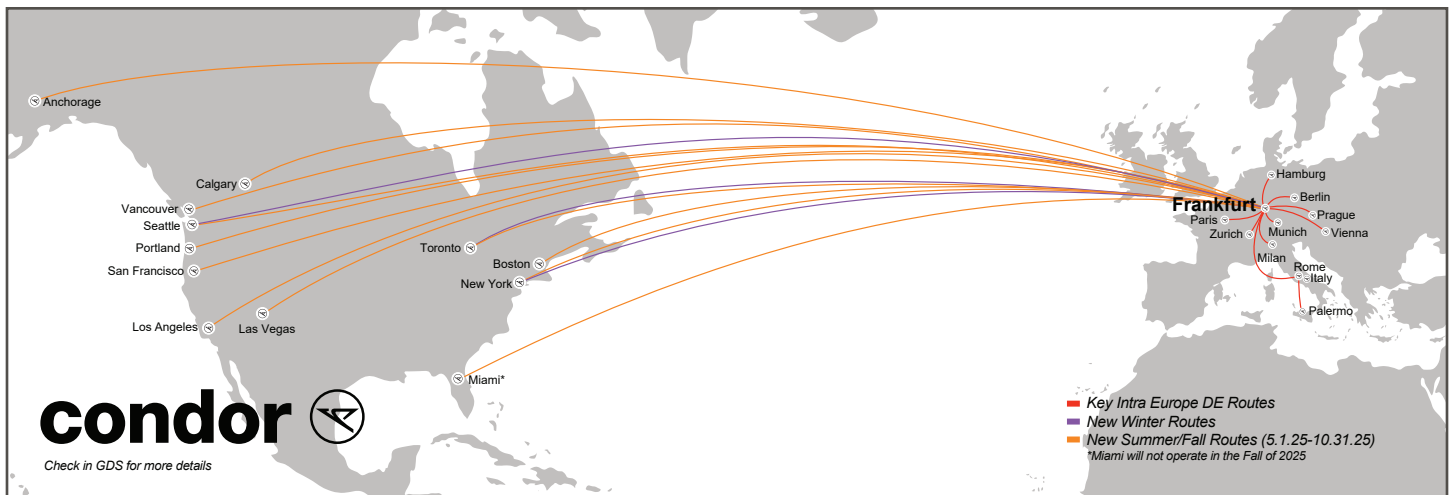 Anchorage
Calgary
Vancouver
Seattle
Portland
San Francisco
Los Angeles
Las Vegas
Toronto
Boston
New York
Miami*
Hamburg
Berlin
Frankfurt
Prague
Paris
Vienna
Zurich
Munich
Milan
Rome
Italy
Palermo
condor
Check in GDS for more details
Key Intra Europe DE Routes
New Winter Routes
New Summer/Fall Routes (5.1.25-10.31.25)
*Miami will not operate in the Fall of 2025